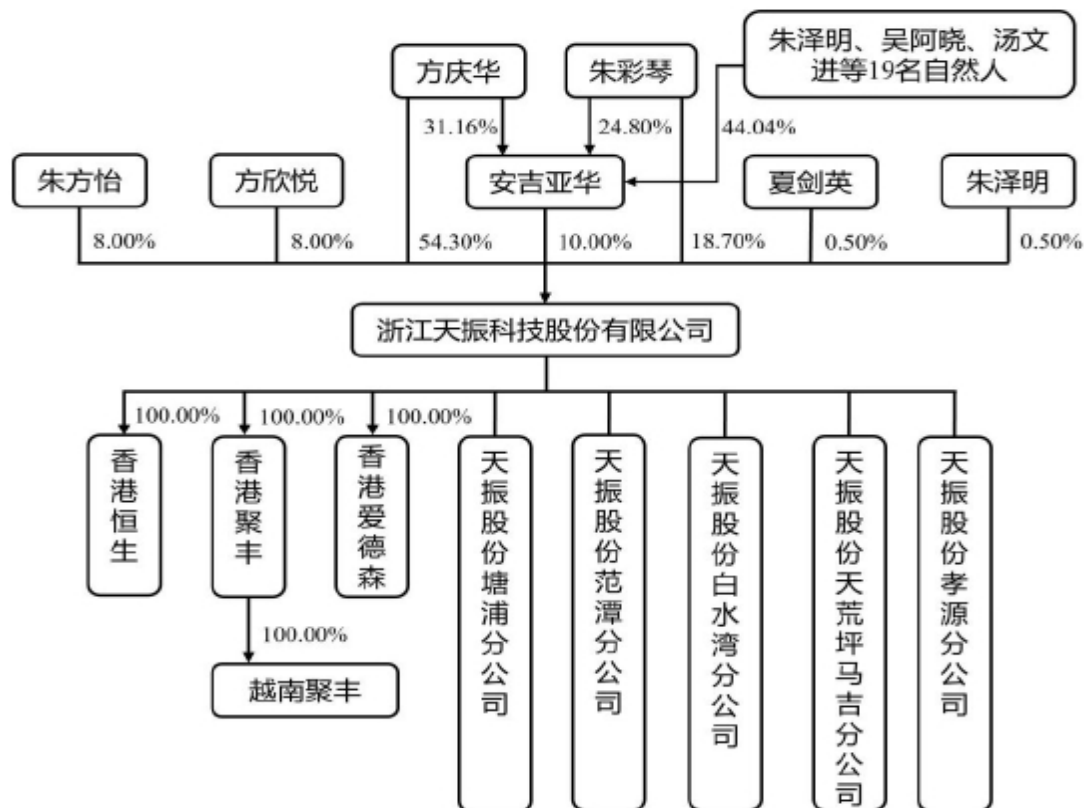 方庆华
朱彩琴
朱泽明、吴阿晓、汤文
进等19名自然人
31.16%
24.80%
44.04%
朱方怡
方欣悦
安吉亚华
夏剑英
朱泽明
8.00%
8.00%
54.30%
10.00%
18.70%
0.50%
0.50%
浙江天振科技股份有限公司
100.00%
100.00%
100.00%
香港恒生
香港聚丰
香港爱德森
天振股份塘浦分公司
天振股份范潭分公司
天振股份白水湾分公司
天振股份天荒坪马吉分公司
天振股份孝源分公司
100.00%
越南聚丰